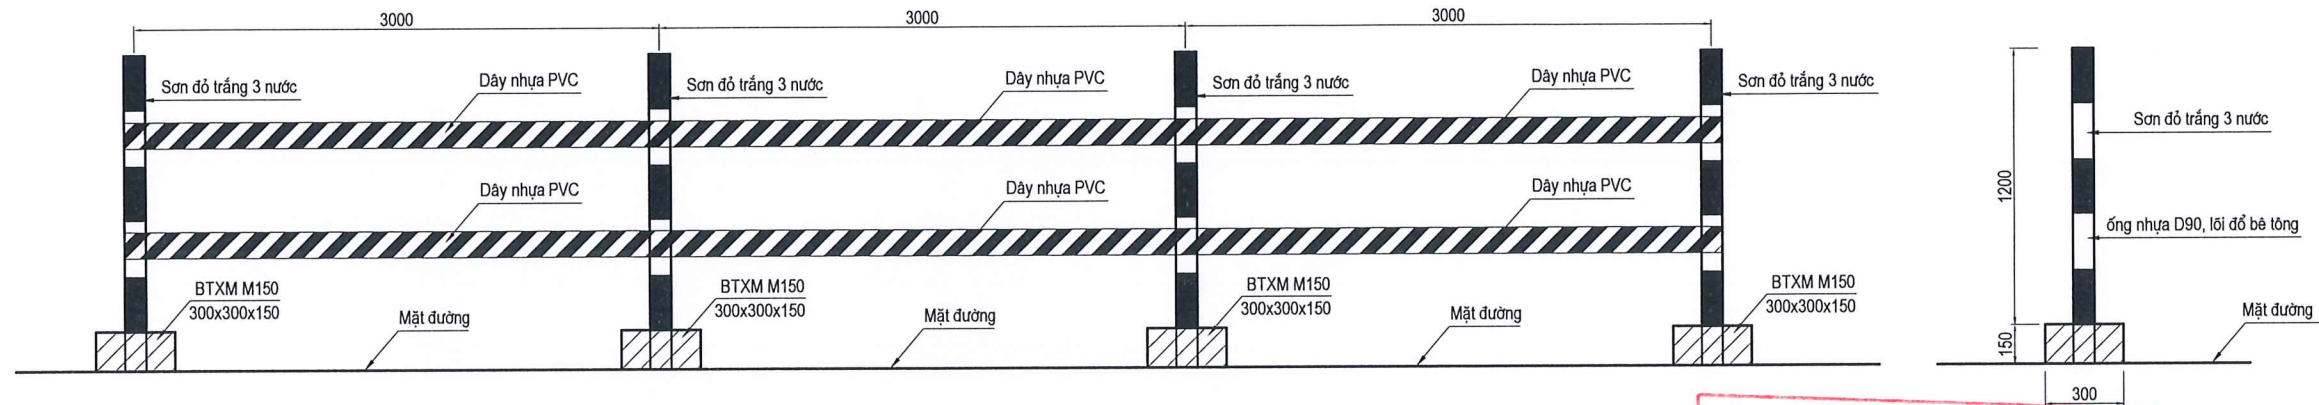 3000
3000
3000
Sơn đỏ trắng 3 nước
Dây nhựa PVC
Sơn đỏ trắng 3 nước
Dây nhựa PVC
Sơn đỏ trắng 3 nước
Dây nhựa PVC
Sơn đỏ trắng 3 nước
Dây nhựa PVC
Dây nhựa PVC
Dây nhựa PVC
BTXM M150
300x300x150
Mặt đường
BTXM M150
300x300x150
Mặt đường
BTXM M150
300x300x150
Mặt đường
BTXM M150
300x300x150
1200
150
Sơn đỏ trắng 3 nước
ống nhựa D90, lõi đổ bê tông
Mặt đường
300